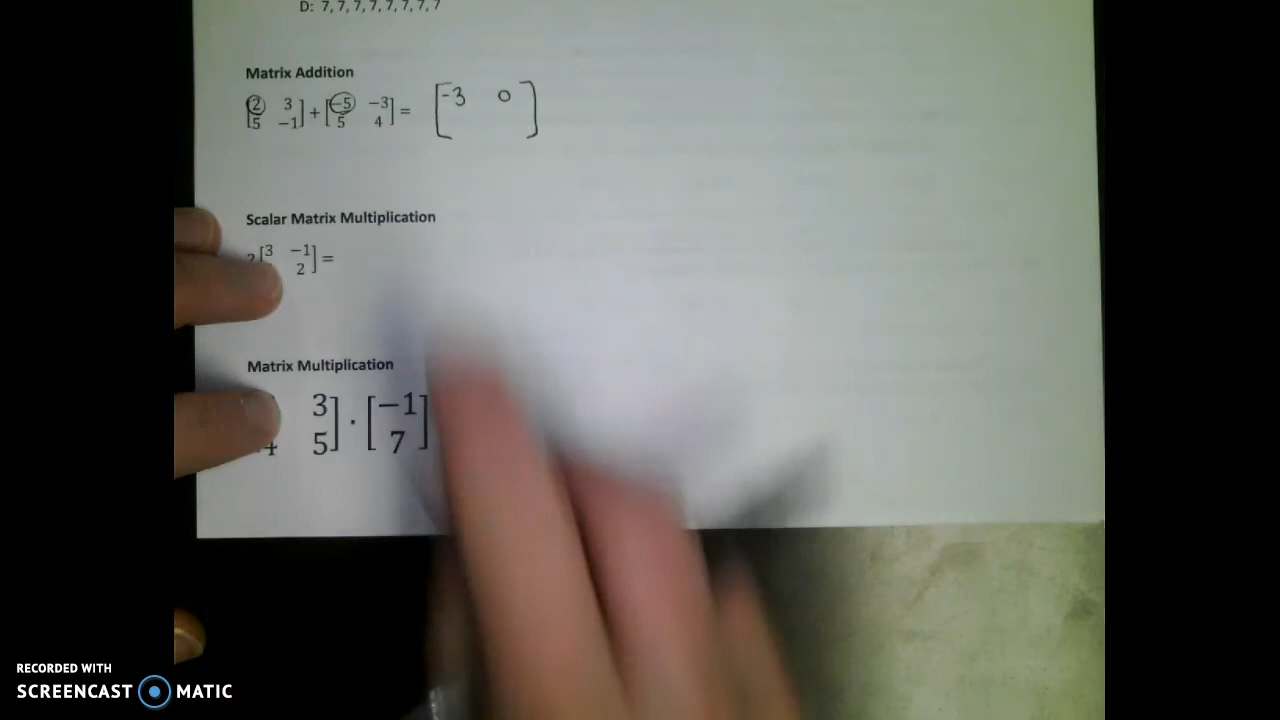 D: 7, 7, 7, 7, 7, 7, 7, 7
Matrix Addition
[2 3] + [-5 -3] = [-3 0]
[5 -1] [5 4]
Scalar Matrix Multiplication
[3 -1] =
2]
Matrix Multiplication
3] · [-1]
5] [7]
RECORDED WITH
SCREENCAST MATIC